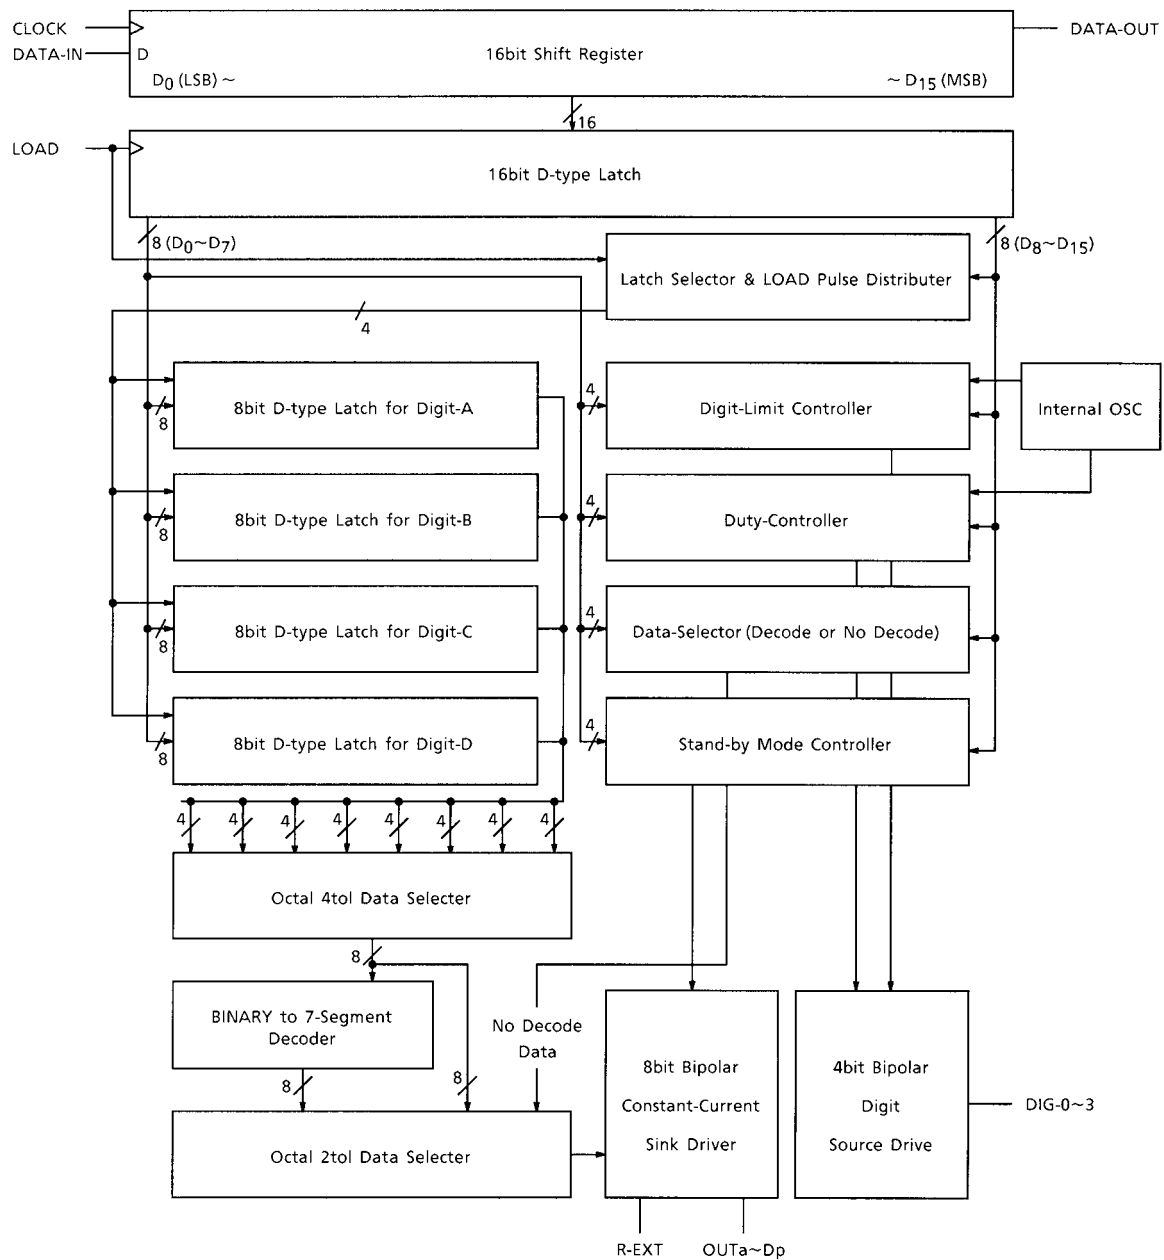 CLOCK
DATA-IN
D
16bit Shift Register
DATA-OUT
D0 (LSB) ~
~ D15 (MSB)
16
LOAD
16bit D-type Latch
8 (D0~D7)
8 (D8~D15)
Latch Selector & LOAD Pulse Distributer
4
8bit D-type Latch for Digit-A
8
4
Digit-Limit Controller
Internal OSC
8bit D-type Latch for Digit-B
8
4
Duty-Controller
8bit D-type Latch for Digit-C
8
4
Data-Selector (Decode or No Decode)
8bit D-type Latch for Digit-D
8
4
Stand-by Mode Controller
4 4 4 4 4 4 4 4
Octal 4tol Data Selecter
8
BINARY to 7-Segment
Decoder
No Decode
Data
8
8
Octal 2tol Data Selecter
8bit Bipolar
Constant-Current
Sink Driver
4bit Bipolar
Digit
Source Drive
DIG-0~3
R-EXT
OUTa~Dp